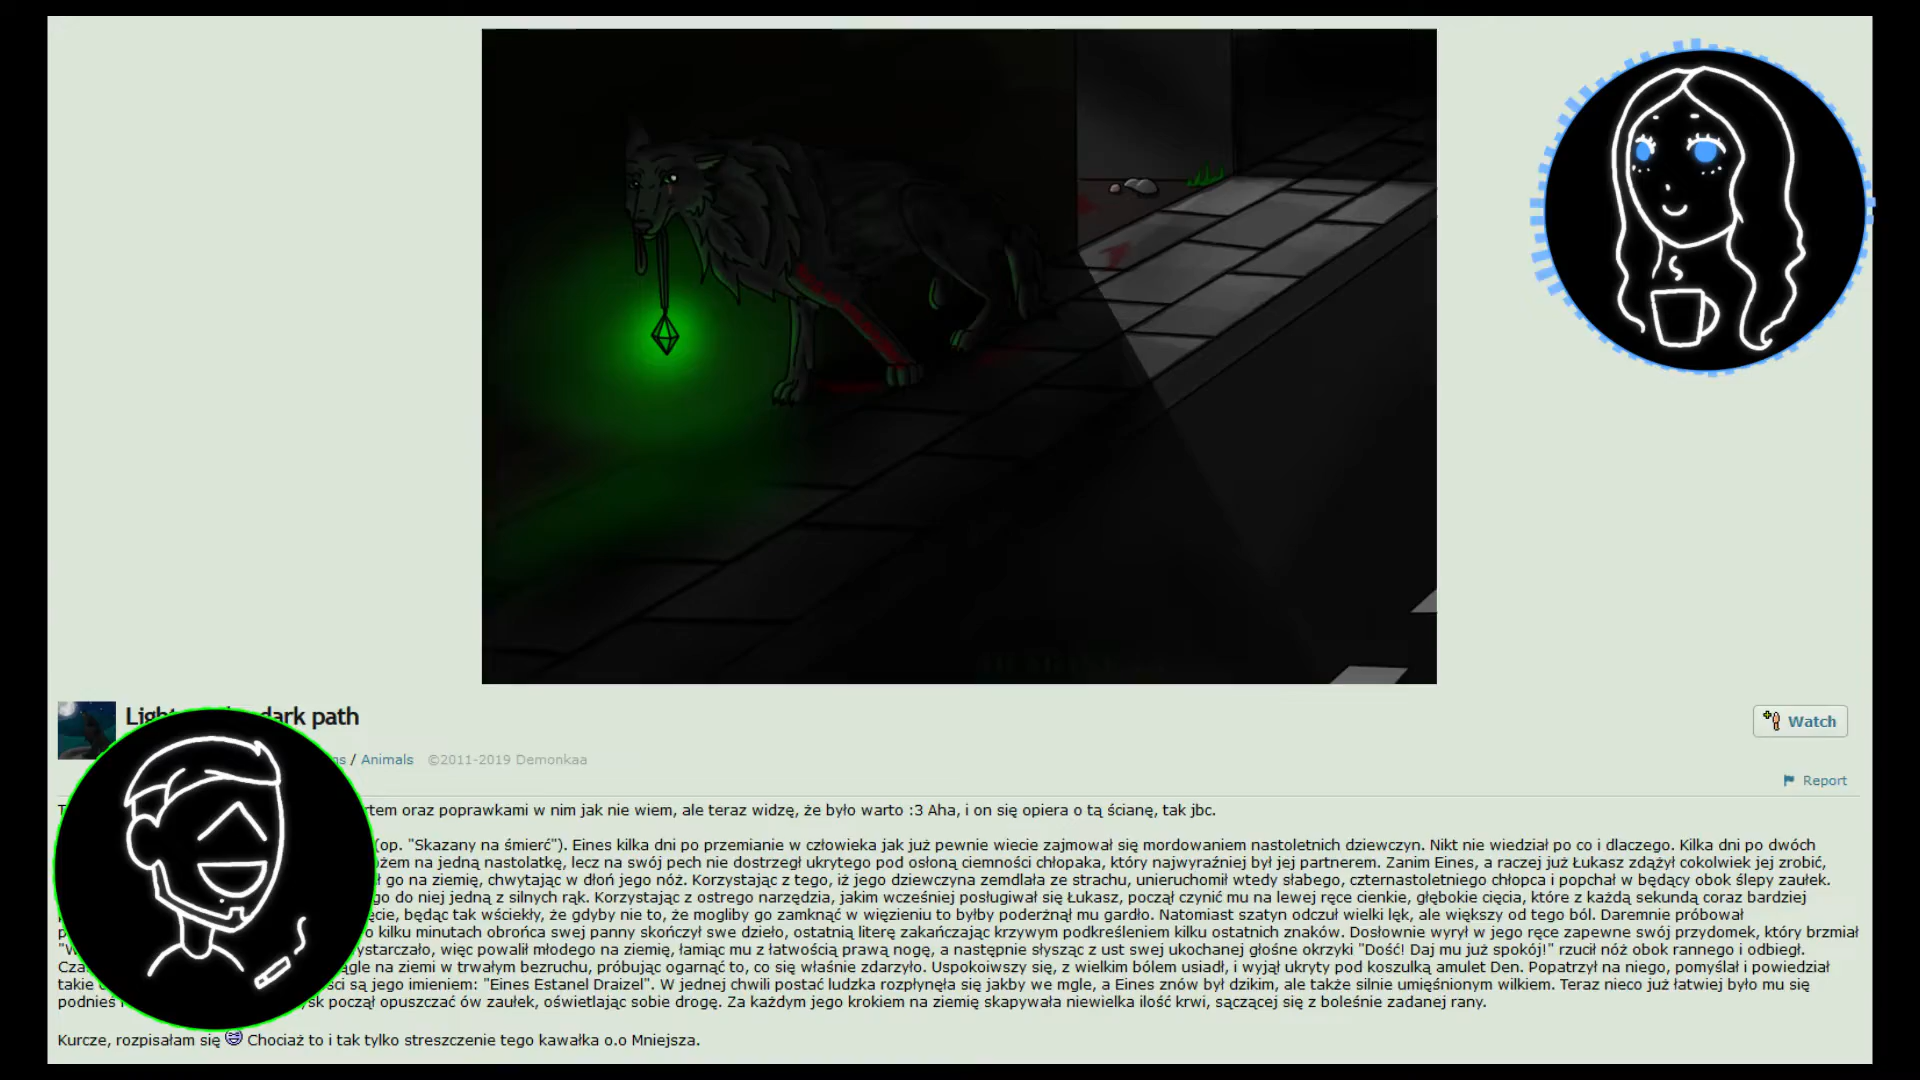 dark path
Watch
/ Animals ©2011-2019 Demonkaa
Report
oraz poprawkami w nim jak nie wiem, ale teraz widzę, że było warto :3 Aha, i on się opiera o tą ścianę, tak jbc.
(op. "Skazany na śmierć"). Eines kilka dni po przemianie w człowieka jak już pewnie wiecie zajmował się mordowaniem nastoletnich dziewczyn. Nikt nie wiedział po co i dlaczego. Kilka dni po dwóch
na jedną nastolatkę, lecz na swój pech nie dostrzegł ukrytego pod osłoną ciemności chłopaka, który najwyraźniej był jej partnerem. Zanim Eines, a raczej już Łukasz zdążył cokolwiek jej zrobić,
go na ziemię, chwytając w dłoń jego nóż. Korzystając z tego, iż jego dziewczyna zemdlała ze strachu, unieruchomił wtedy słabego, czternastoletniego chłopca i popchał w będący obok ślepy zaułek.
go do niej jedną z silnych rąk. Korzystając z ostrego narzędzia, jakim wcześniej posługiwał się Łukasz, począł czynić mu na lewej ręce cienkie, głębokie cięcia, które z każdą sekundą coraz bardziej
będąc tak wściekły, że gdyby nie to, że mogliby go zamknąć w więzieniu to byłby poderżnął mu gardło. Natomiast szatyn odczuł wielki lęk, ale większy od tego ból. Daremnie próbował
kilku minutach obrońca swej panny skończył swe dzieło, ostatnią literę zakańczając krzywym podkreśleniem kilku ostatnich znaków. Dosłownie wyrył w jego ręce zapewne swój przydomek, który brzmiał
więc powalił młodego na ziemię, łamiąc mu z łatwością prawą nogę, a następnie słysząc z ust swej ukochanej głośne okrzyki "Dość! Daj mu już spokój!" rzucił nóż obok rannego i odbiegł.
na ziemi w trwałym bezruchu, próbując ogarnąć to, co się właśnie zdarzyło. Uspokoiwszy się, z wielkim bólem usiadł, i wyjął ukryty pod koszulką amulet Den. Popatrzył na niego, pomyślał i powiedział
takie są jego imieniem: "Eines Estanel Draizel". W jednej chwili postać ludzka rozpłynęła się jakby we mgle, a Eines znów był dzikim, ale także silnie umięśnionym wilkiem. Teraz nieco już łatwiej było mu się
począł opuszczać ów zaułek, oświetlając sobie drogę. Za każdym jego krokiem na ziemię skapywała niewielka ilość krwi, sączącej się z boleśnie zadanej rany.
Kurcze, rozpisałam się Chociaż to i tak tylko streszczenie tego kawałka o.o Mniejsza.